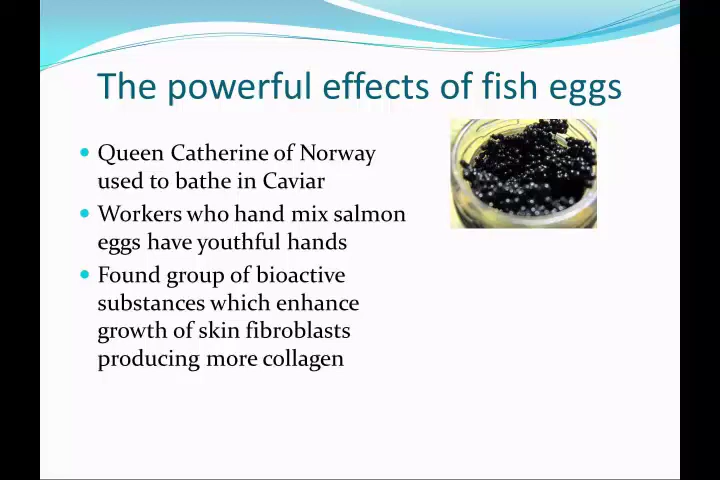 The powerful effects of fish eggs
Queen Catherine of Norway
used to bathe in Caviar
Workers who hand mix salmon
eggs have youthful hands
Found group of bioactive
substances which enhance
growth of skin fibroblasts
producing more collagen